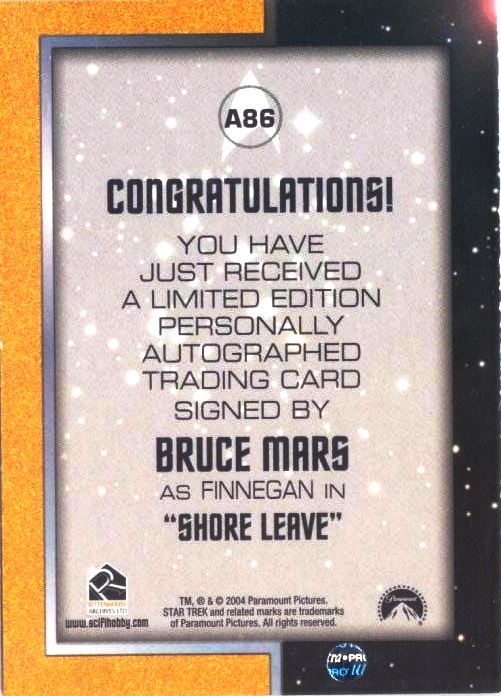 A86
CONGRATULATIONS!
YOU HAVE
JUST RECEIVED
A LIMITED EDITION
PERSONALLY
AUTOGRAPHED
TRADING CARD
SIGNED BY
BRUCE MARS
AS FINNEGAN IN
"SHORE LEAVE"
RITTENHOUSE
ARCHIVES LTD
www.scifihobby.com
TM, ® & © 2004 Paramount Pictures.
STAR TREK and related marks are trademarks
of Paramount Pictures. All rights reserved.
Paramount